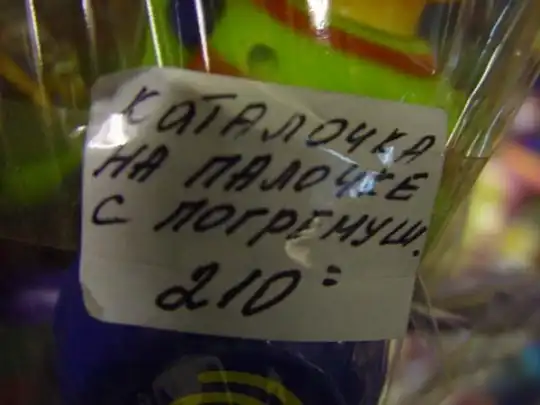 каталочка
на палочке
с погремуш.
210=